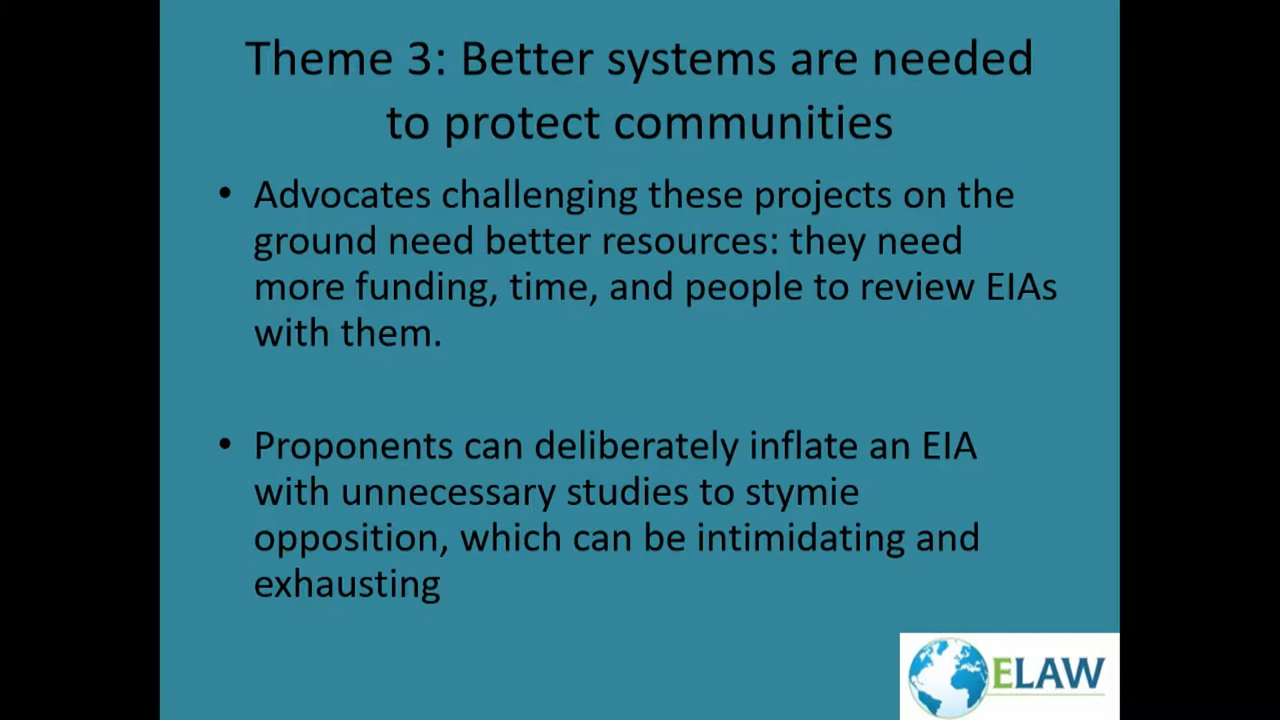 Theme 3: Better systems are needed
to protect communities
• Advocates challenging these projects on the
ground need better resources: they need
more funding, time, and people to review EIAs
with them.
• Proponents can deliberately inflate an EIA
with unnecessary studies to stymie
opposition, which can be intimidating and
exhausting
ELAW